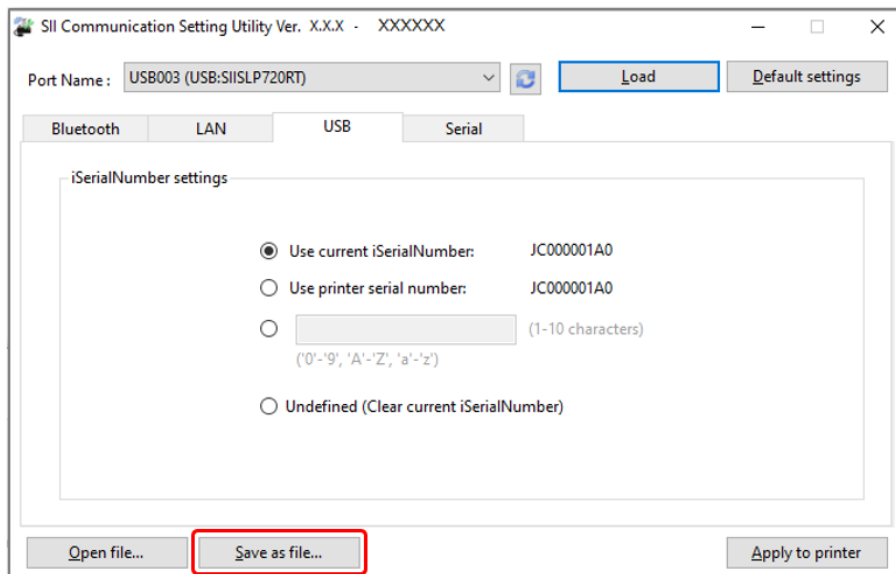 SII Communication Setting Utility Ver. X.X.X - XXXXXX
Port Name : USB003 (USB:SIISLP720RT) Load Default settings
Bluetooth LAN USB Serial
iSerialNumber settings
Use current iSerialNumber: JC000001A0
Use printer serial number: JC000001A0
(1-10 characters)
('0'-'9', 'A'-'Z', 'a'-'z')
Undefined (Clear current iSerialNumber)
Open file... Save as file... Apply to printer